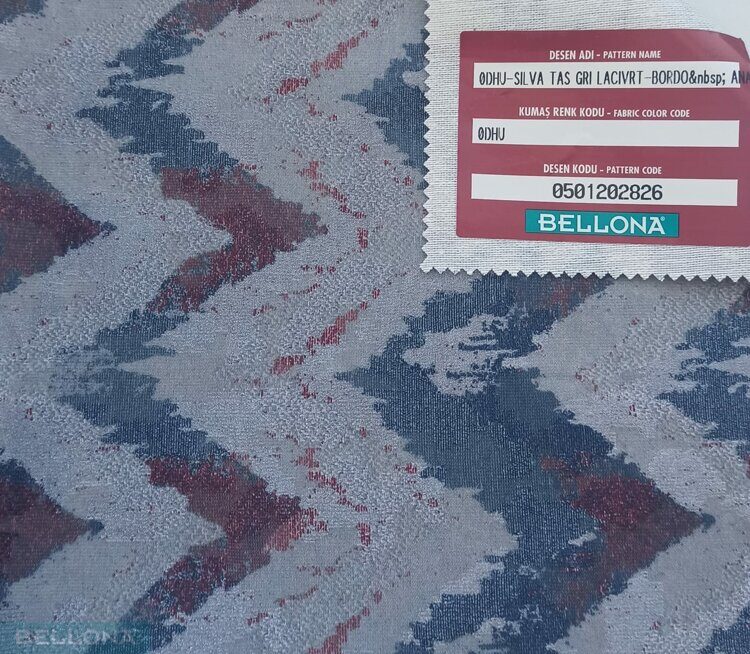 DESEN ADI - PATTERN NAME
0DHU-SILVA TAS GRI LACIVRT-BORDO&nbsp;
KUMAŞ RENK KODU - FABRIC COLOR CODE
0DHU
DESEN KODU - PATTERN CODE
0501202826
BELLONA®
BELLONA